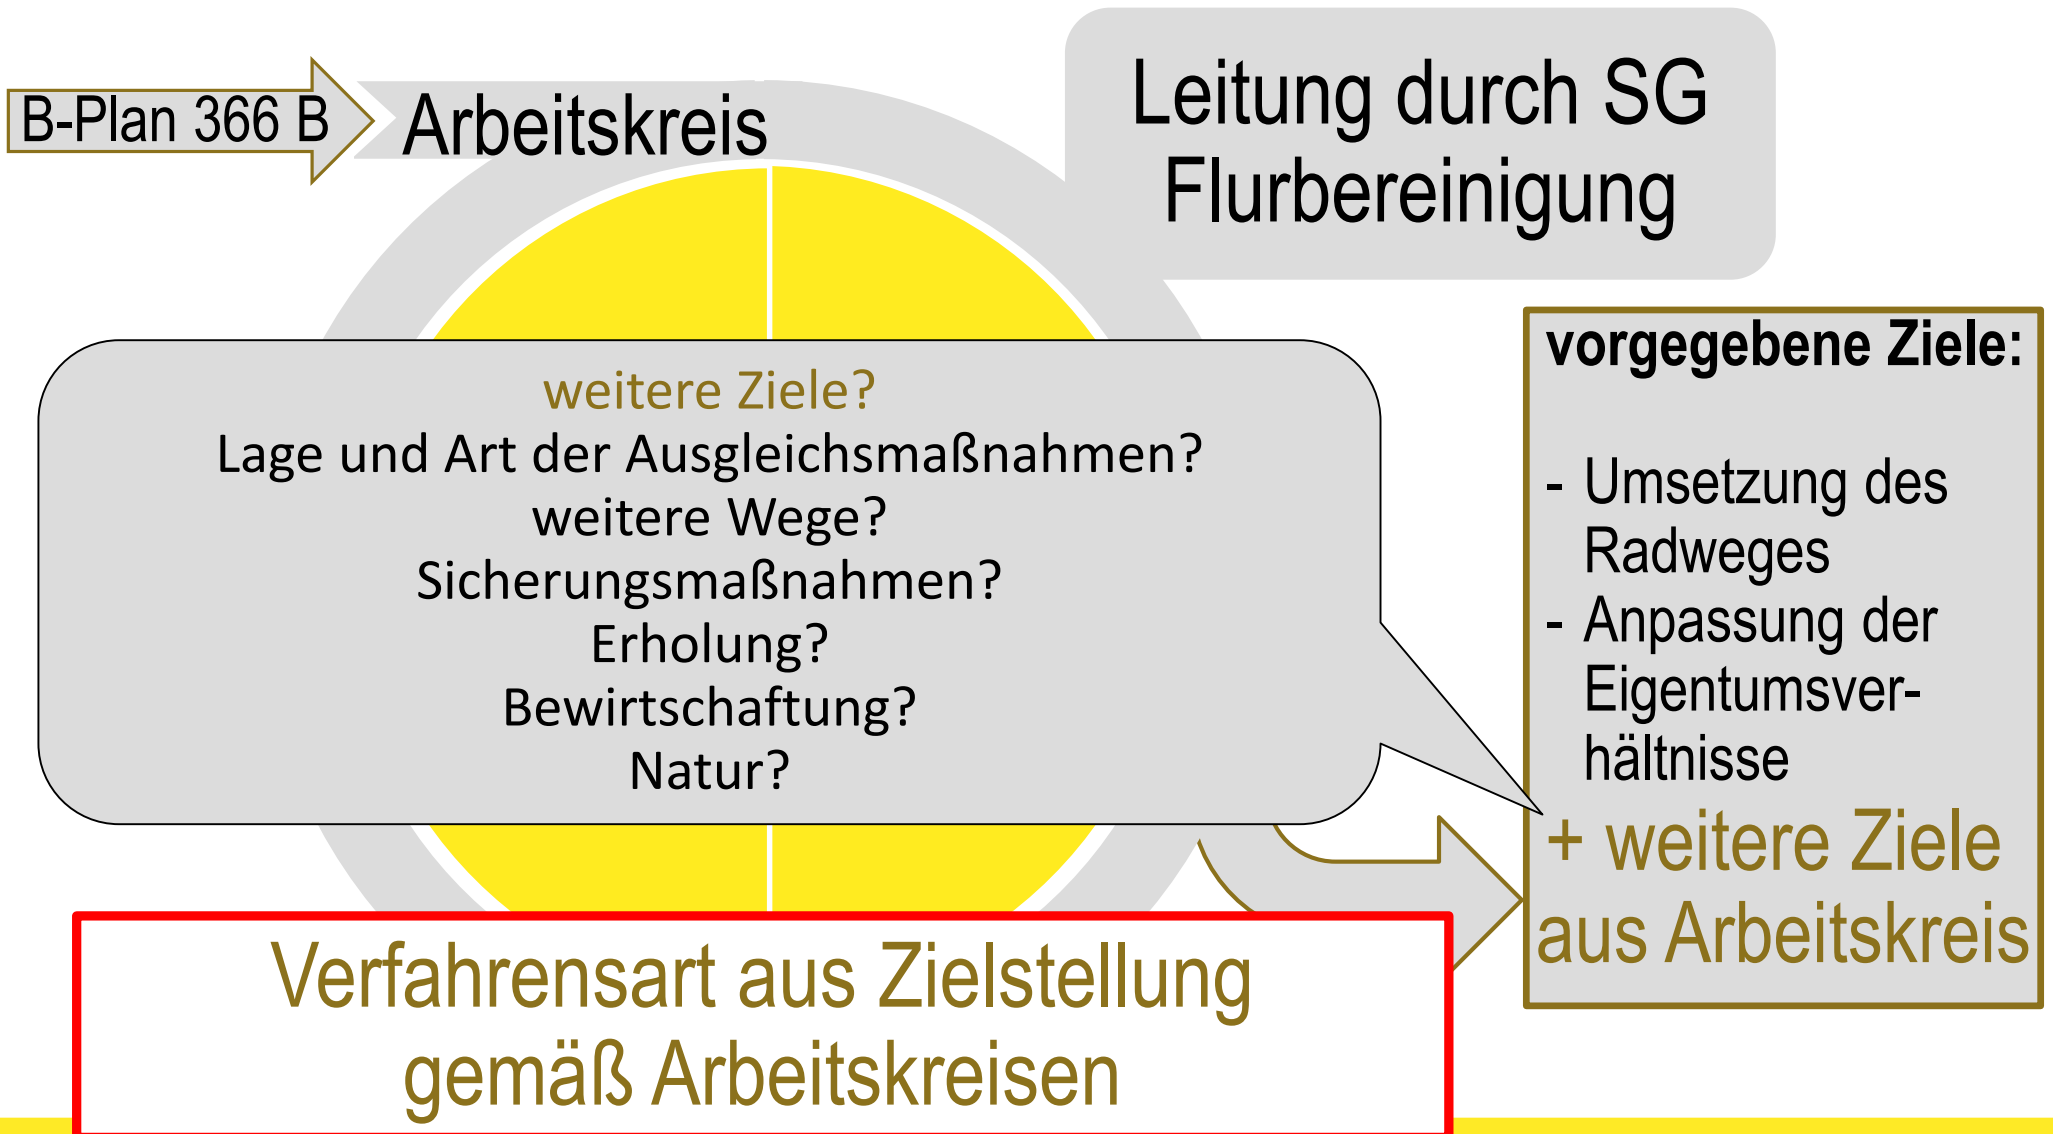 B-Plan 366 B
Arbeitskreis
Leitung durch SG
Flurbereinigung
weitere Ziele?
Lage und Art der Ausgleichsmaßnahmen?
weitere Wege?
Sicherungsmaßnahmen?
Erholung?
Bewirtschaftung?
Natur?
vorgegebene Ziele:
- Umsetzung des
Radweges
- Anpassung der
Eigentumsver-
hältnisse
+ weitere Ziele
aus Arbeitskreis
Verfahrensart aus Zielstellung
gemäß Arbeitskreisen